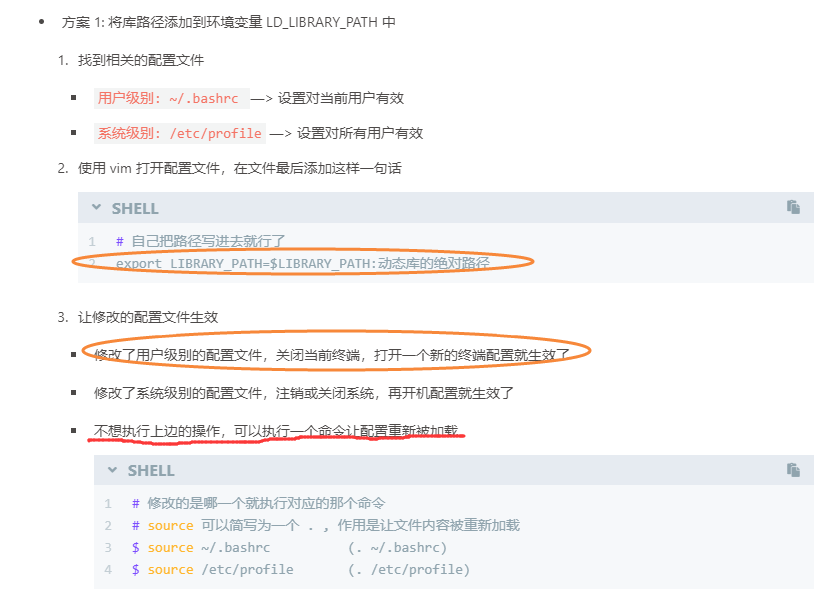 方案 1: 将库路径添加到环境变量 LD_LIBRARY_PATH 中
1. 找到相关的配置文件
用户级别: ~/.bashrc —> 设置对当前用户有效
系统级别: /etc/profile —> 设置对所有用户有效
2. 使用 vim 打开配置文件，在文件最后添加这样一句话
SHELL
1 # 自己把路径写进去就行了
2 export LIBRARY_PATH=$LIBRARY_PATH:动态库的绝对路径
3. 让修改的配置文件生效
修改了用户级别的配置文件，关闭当前终端，打开一个新的终端配置就生效了
修改了系统级别的配置文件，注销或关闭系统，再开机配置就生效了
不想执行上边的操作，可以执行一个命令让配置重新被加载
SHELL
1 # 修改的是哪一个就执行对应的那个命令
2 # source 可以简写为一个 . , 作用是让文件内容被重新加载
3 $ source ~/.bashrc (. ~/.bashrc)
4 $ source /etc/profile (. /etc/profile)